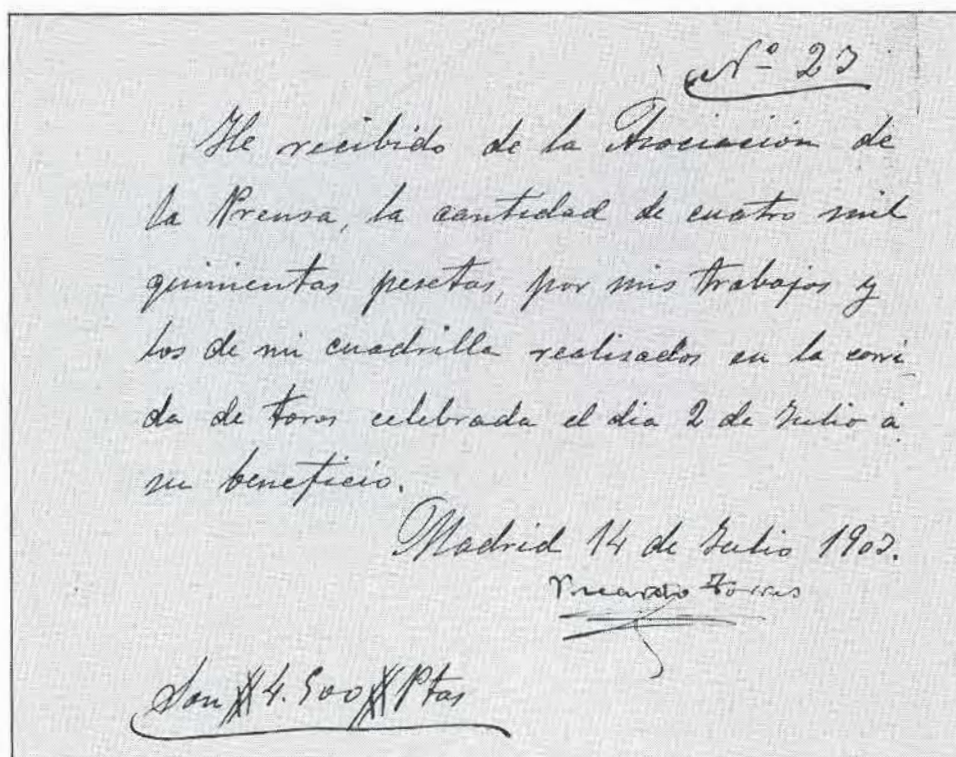 Nº 23
He recibido de la Asociación de
la Prensa, la cantidad de cuatro mil
quinientas pesetas, por mis trabajos y
los de mi cuadrilla realisados en la corri
da de toros celebrada el dia 2 de Julio á
su beneficio.
Madrid 14 de Julio 1903.
Ricardo Torres
Son # 4.500 # Ptas